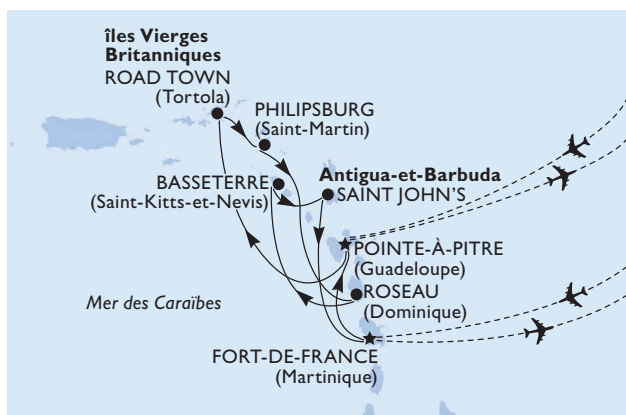 îles Vierges
Britanniques
ROAD TOWN
(Tortola)
PHILIPSBURG
(Saint-Martin)
Antigua-et-Barbuda
SAINT JOHN'S
BASSETERRE
(Saint-Kitts-et-Nevis)
POINTE-À-PITRE
(Guadeloupe)
Mer des Caraïbes
ROSEAU
(Dominique)
FORT-DE-FRANCE
(Martinique)